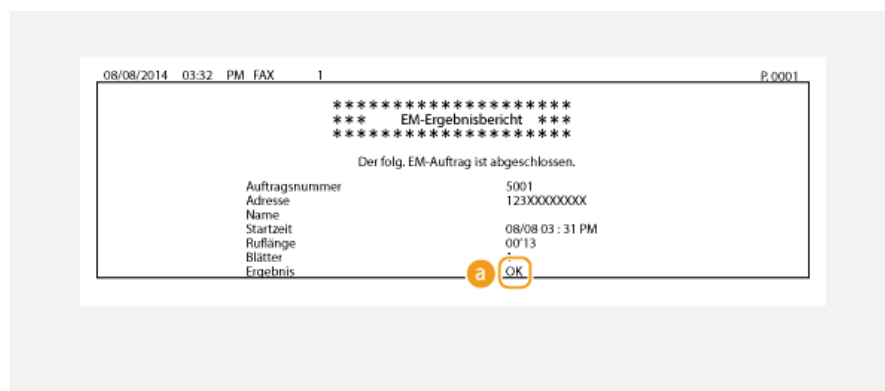 08/08/2014 03:32 PM FAX 1 P. 0001
* * * * * * * * * * * * * * * * * * * *
* * * EM-Ergebnisbericht * * *
* * * * * * * * * * * * * * * * * * * *
Der folg. EM-Auftrag ist abgeschlossen.
Auftragsnummer 5001
Adresse 123XXXXXXXX
Name
Startzeit 08/08 03 : 31 PM
Ruflänge 00'13
Blätter
Ergebnis a OK